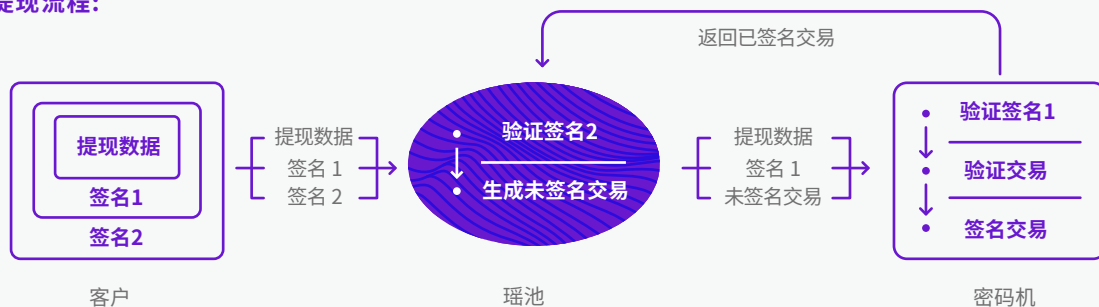 提现流程:
返回已签名交易
提现数据
签名1
签名2
客户
提现数据
签名 1
签名 2
验证签名2
生成未签名交易
瑶池
提现数据
签名 1
未签名交易
验证签名1
验证交易
签名交易
密码机